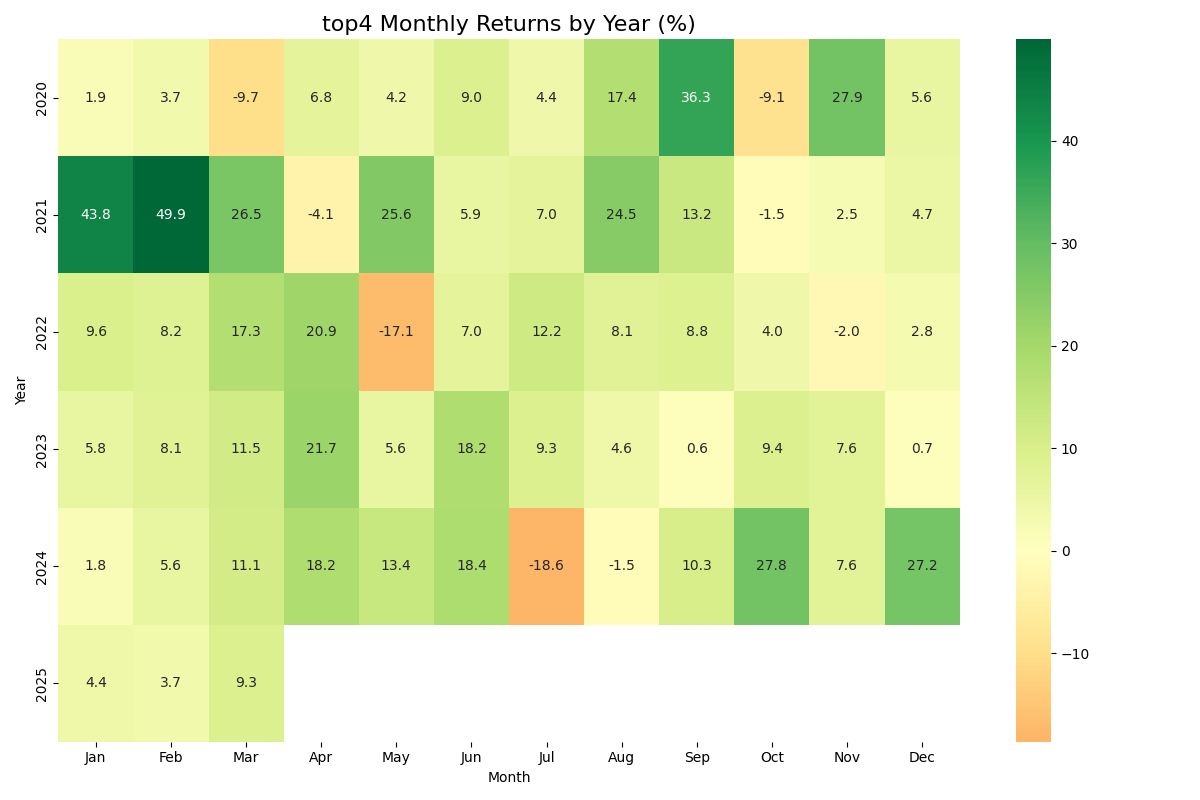 top4 Monthly Returns by Year (%)
2020 1.9 3.7 -9.7 6.8 4.2 9.0 4.4 17.4 36.3 -9.1 27.9 5.6
2021 43.8 49.9 26.5 -4.1 25.6 5.9 7.0 24.5 13.2 -1.5 2.5 4.7
2022 9.6 8.2 17.3 20.9 -17.1 7.0 12.2 8.1 8.8 4.0 -2.0 2.8
2023 5.8 8.1 11.5 21.7 5.6 18.2 9.3 4.6 0.6 9.4 7.6 0.7
2024 1.8 5.6 11.1 18.2 13.4 18.4 -18.6 -1.5 10.3 27.8 7.6 27.2
2025 4.4 3.7 9.3
Year
Jan Feb Mar Apr May Jun Jul Aug Sep Oct Nov Dec
Month
40
30
20
10
0
−10